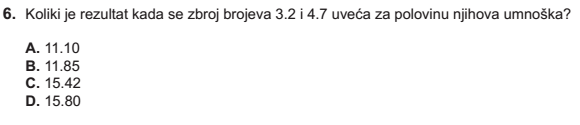 6. Koliki je rezultat kada se zbroj brojeva 3.2 i 4.7 uveća za polovinu njihova umnoška?
A. 11.10
B. 11.85
C. 15.42
D. 15.80